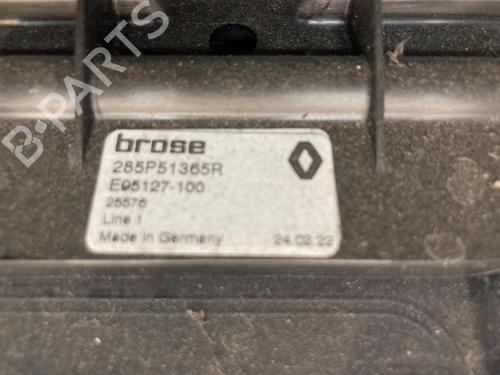 B-PARTS
brose
285P51365R
E95127-100
25576
Line 1
Made in Germany 24.02.22